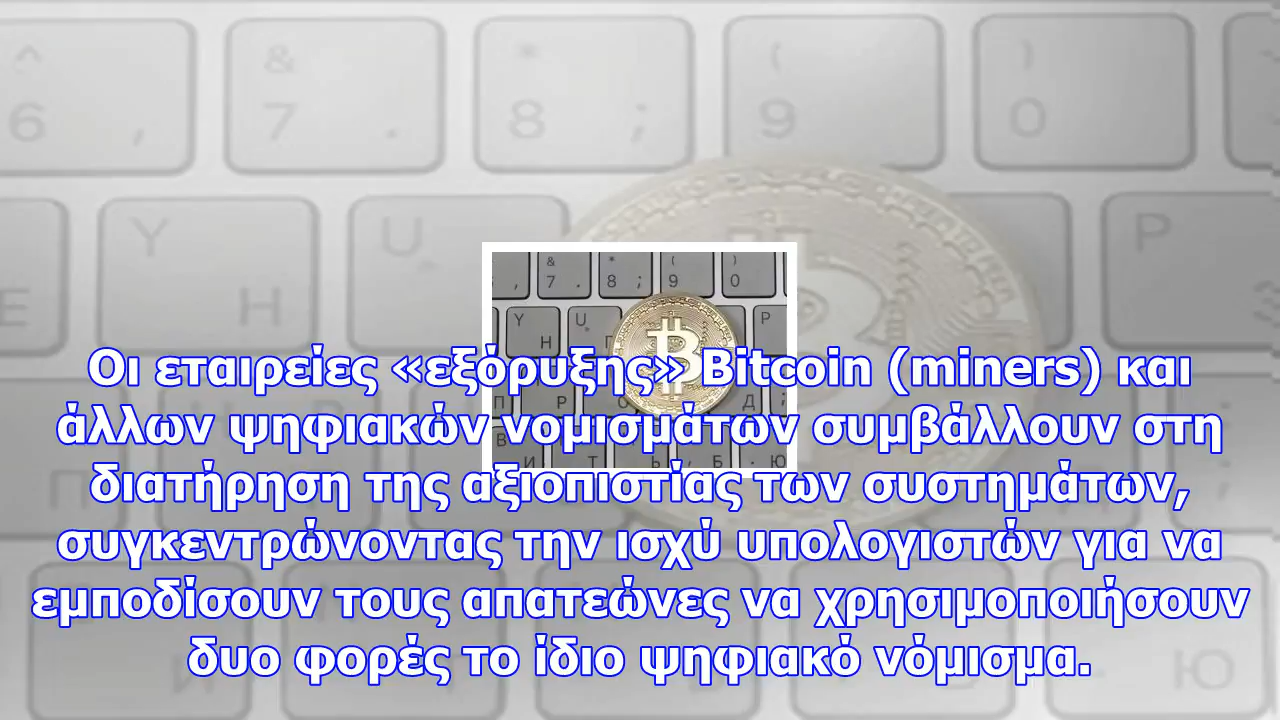 Οι εταιρείες «εξόρυξης» Bitcoin (miners) και
άλλων ψηφιακών νομισμάτων συμβάλλουν στη
διατήρηση της αξιοπιστίας των συστημάτων,
συγκεντρώνοντας την ισχύ υπολογιστών για να
εμποδίσουν τους απατεώνες να χρησιμοποιήσουν
δυο φορές το ίδιο ψηφιακό νόμισμα.